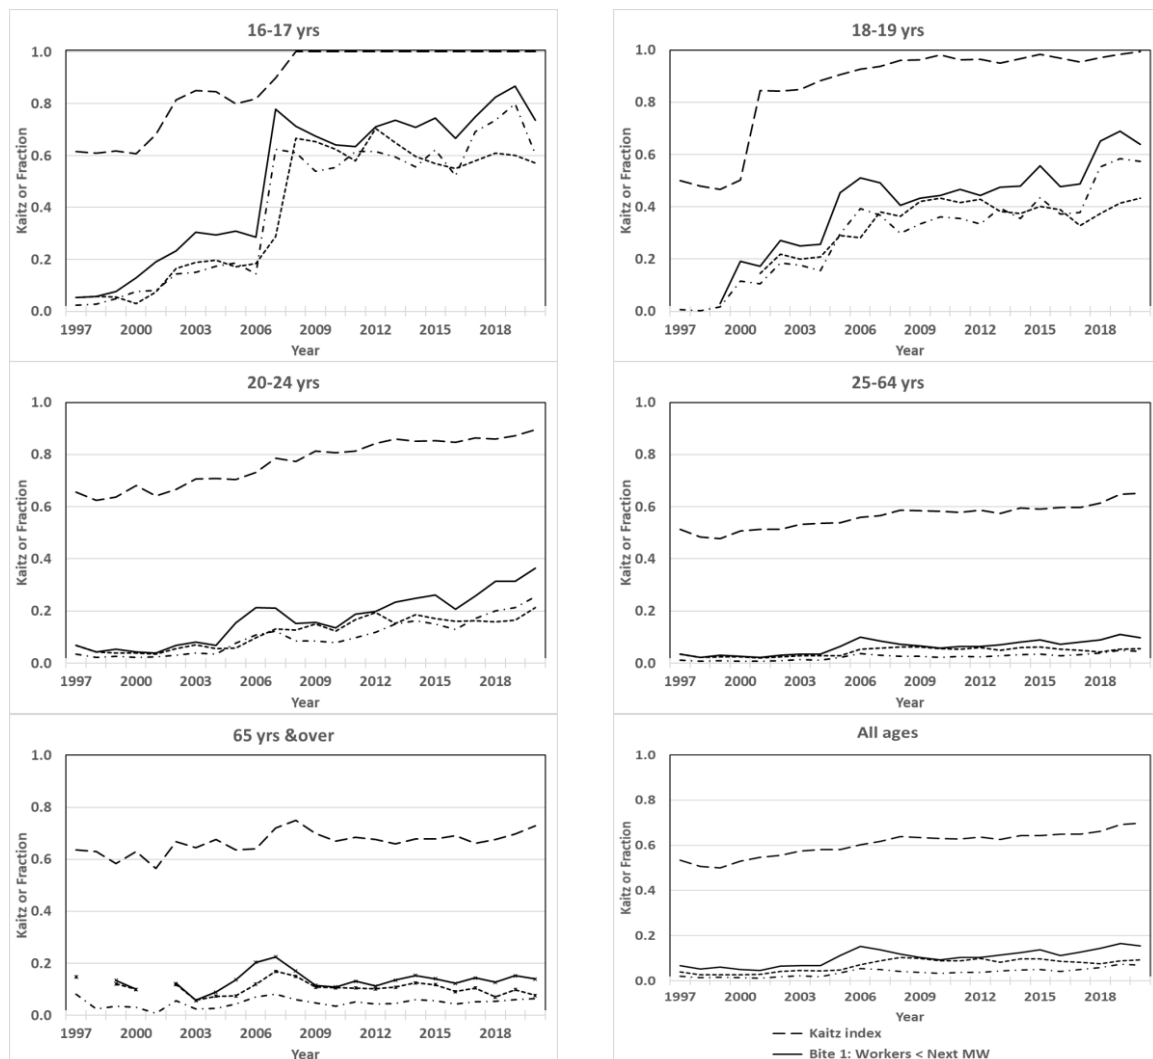 16-17 yrs
1.0
0.8
0.6
0.4
0.2
0.0
Kaitz or Fraction
1997 2000 2003 2006 2009 2012 2015 2018
Year
18-19 yrs
1.0
0.8
0.6
0.4
0.2
0.0
Kaitz or Fraction
1997 2000 2003 2006 2009 2012 2015 2018
Year
20-24 yrs
1.0
0.8
0.6
0.4
0.2
0.0
Kaitz or Fraction
1997 2000 2003 2006 2009 2012 2015 2018
Year
25-64 yrs
1.0
0.8
0.6
0.4
0.2
0.0
Kaitz or Fraction
1997 2000 2003 2006 2009 2012 2015 2018
Year
65 yrs &over
1.0
0.8
0.6
0.4
0.2
0.0
Kaitz or Fraction
1997 2000 2003 2006 2009 2012 2015 2018
Year
All ages
1.0
0.8
0.6
0.4
0.2
0.0
Kaitz or Fraction
1997 2000 2003 2006 2009 2012 2015 2018
Year
Kaitz index
Bite 1: Workers < Next MW